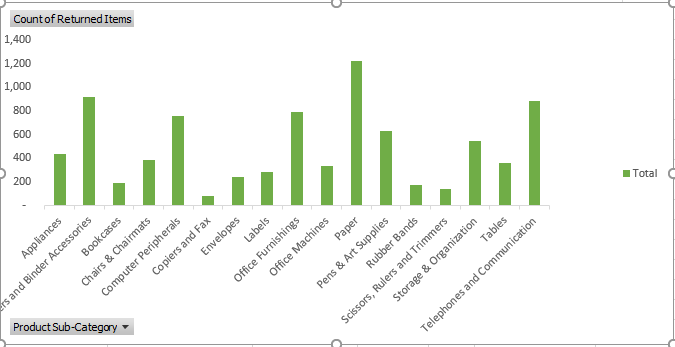 Count of Returned Items
1,400
1,200
1,000
800
600
400
200
-
Appliances
and Binder Accessories
Bookcases
Chairs & Chairmats
Computer Peripherals
Copiers and Fax
Envelopes
Labels
Office Furnishings
Office Machines
Paper
Pens & Art Supplies
Rubber Bands
Scissors, Rulers and Trimmers
Storage & Organization
Tables
Telephones and Communication
Total
Product Sub-Category